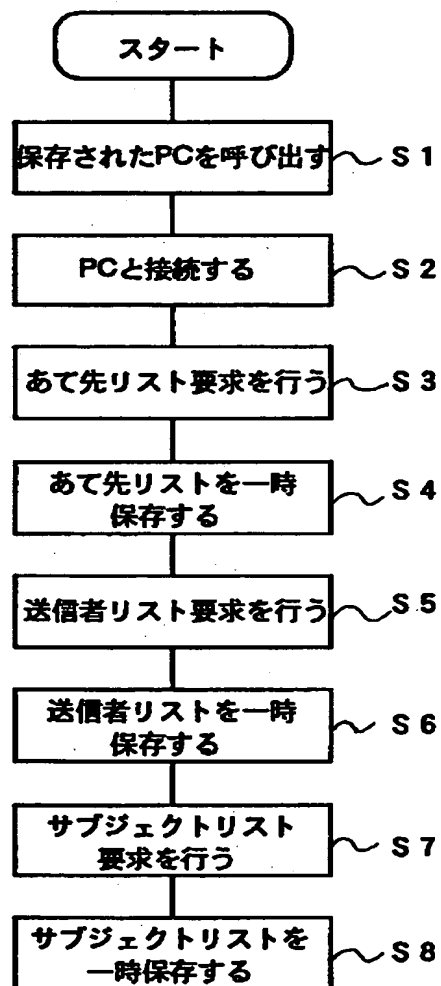 スタート
保存されたPCを呼び出す S1
PCと接続する S2
あて先リスト要求を行う S3
あて先リストを一時
保存する S4
送信者リスト要求を行う S5
送信者リストを一時
保存する S6
サブジェクトリスト
要求を行う S7
サブジェクトリストを
一時保存する S8